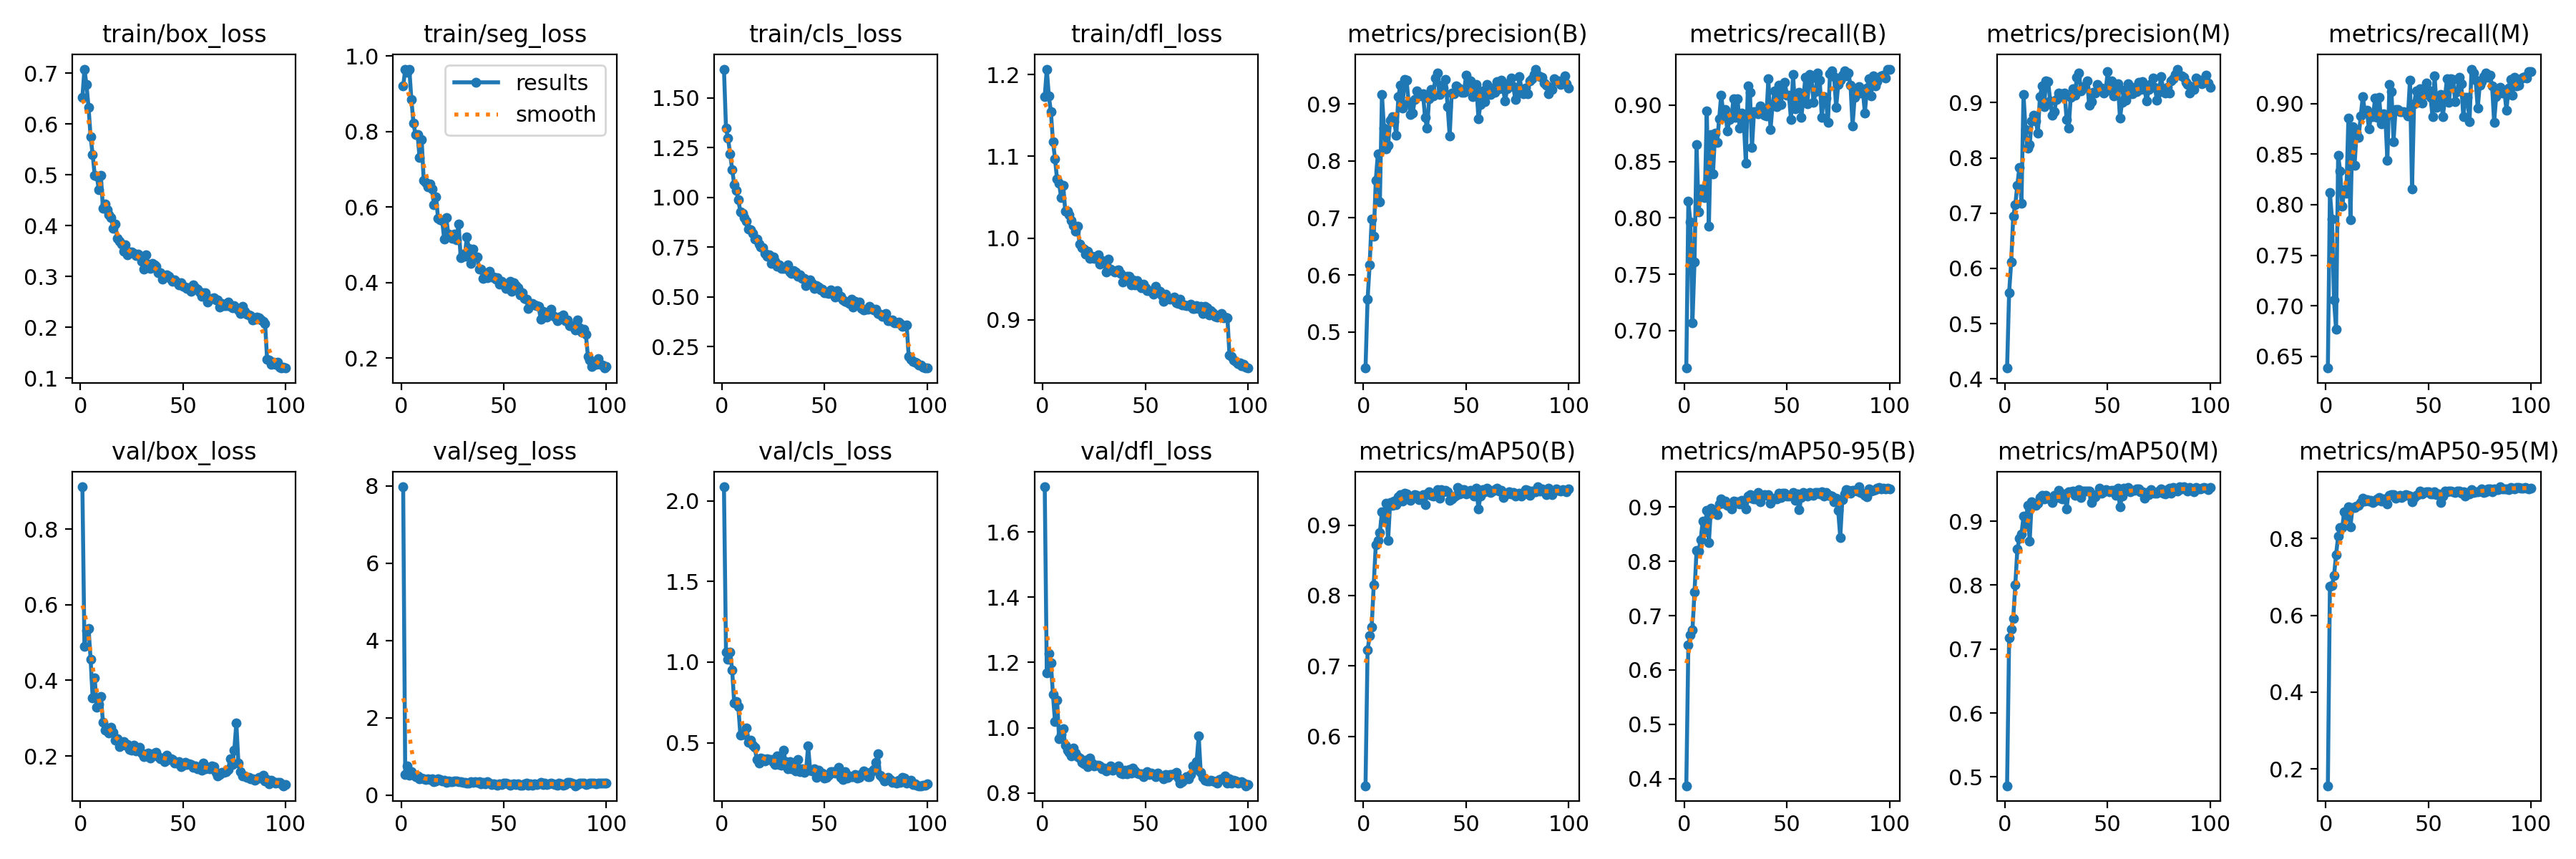 train/box_loss
train/seg_loss
train/cls_loss
train/dfl_loss
metrics/precision(B)
metrics/recall(B)
metrics/precision(M)
metrics/recall(M)
0.7
0.6
0.5
0.4
0.3
0.2
0.1
0 50 100
1.0
0.8
0.6
0.4
0.2
results
smooth
0 50 100
1.50
1.25
1.00
0.75
0.50
0.25
0 50 100
1.2
1.1
1.0
0.9
0 50 100
0.9
0.8
0.7
0.6
0.5
0 50 100
0.90
0.85
0.80
0.75
0.70
0 50 100
0.9
0.8
0.7
0.6
0.5
0.4
0 50 100
0.90
0.85
0.80
0.75
0.70
0.65
0 50 100
val/box_loss
val/seg_loss
val/cls_loss
val/dfl_loss
metrics/mAP50(B)
metrics/mAP50-95(B)
metrics/mAP50(M)
metrics/mAP50-95(M)
0.8
0.6
0.4
0.2
0 50 100
8
6
4
2
0
0 50 100
2.0
1.5
1.0
0.5
0 50 100
1.6
1.4
1.2
1.0
0.8
0 50 100
0.9
0.8
0.7
0.6
0 50 100
0.9
0.8
0.7
0.6
0.5
0.4
0 50 100
0.9
0.8
0.7
0.6
0.5
0 50 100
0.8
0.6
0.4
0.2
0 50 100